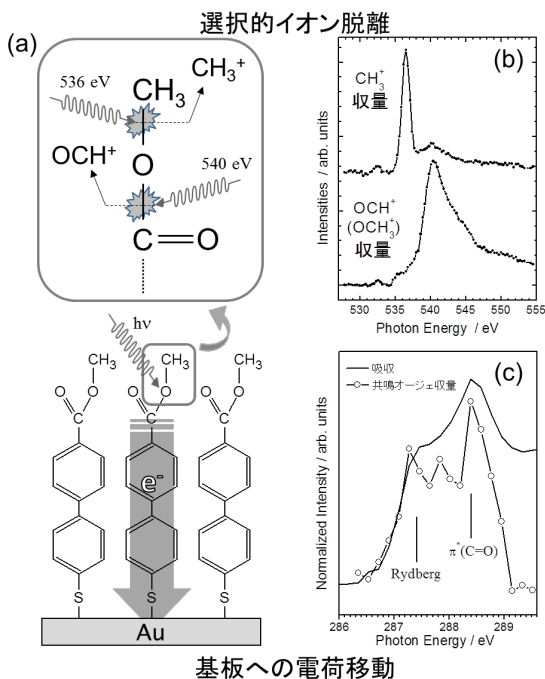 選択的イオン脱離
(a)
CH3+
536 eV
CH3
OCH+
O
540 eV
C=O
(b)
CH3+
収量
OCH+
(OCH3+)
収量
Intensities / arb. units
530 535 540 545 550 555
Photon Energy / eV
hν
CH3 CH3 CH3
O O O O O O
C C C
e-
S S S
Au
(c)
吸収
共鳴オージェ収量
Normalized Intensity / arb. units
π*(C=O)
Rydberg
286 287 288 289
Photon Energy / eV
基板への電荷移動